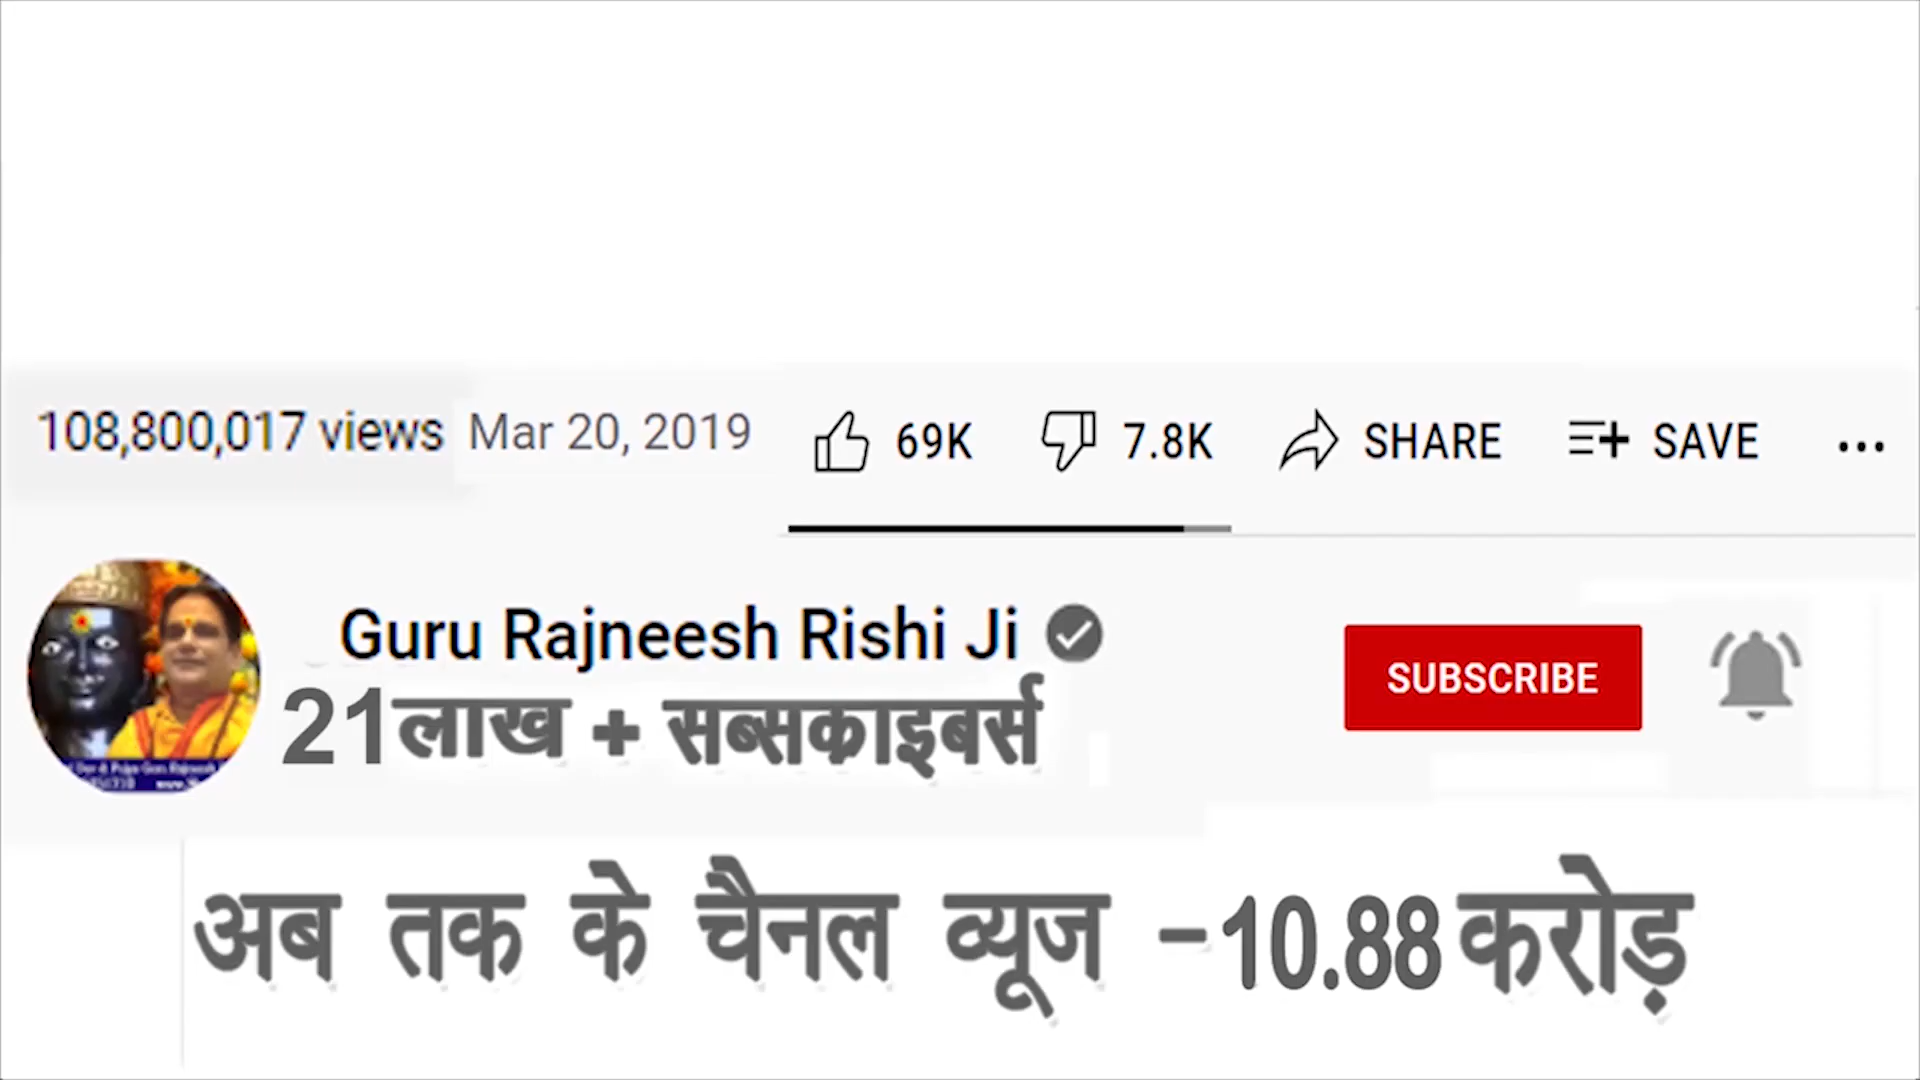 108,800,017 views Mar 20, 2019 69K 7.8K SHARE SAVE
Guru Rajneesh Rishi Ji
SUBSCRIBE
21लाख + सब्सक्राइबर्स
अब तक के चैनल व्यूज -10.88 करोड़